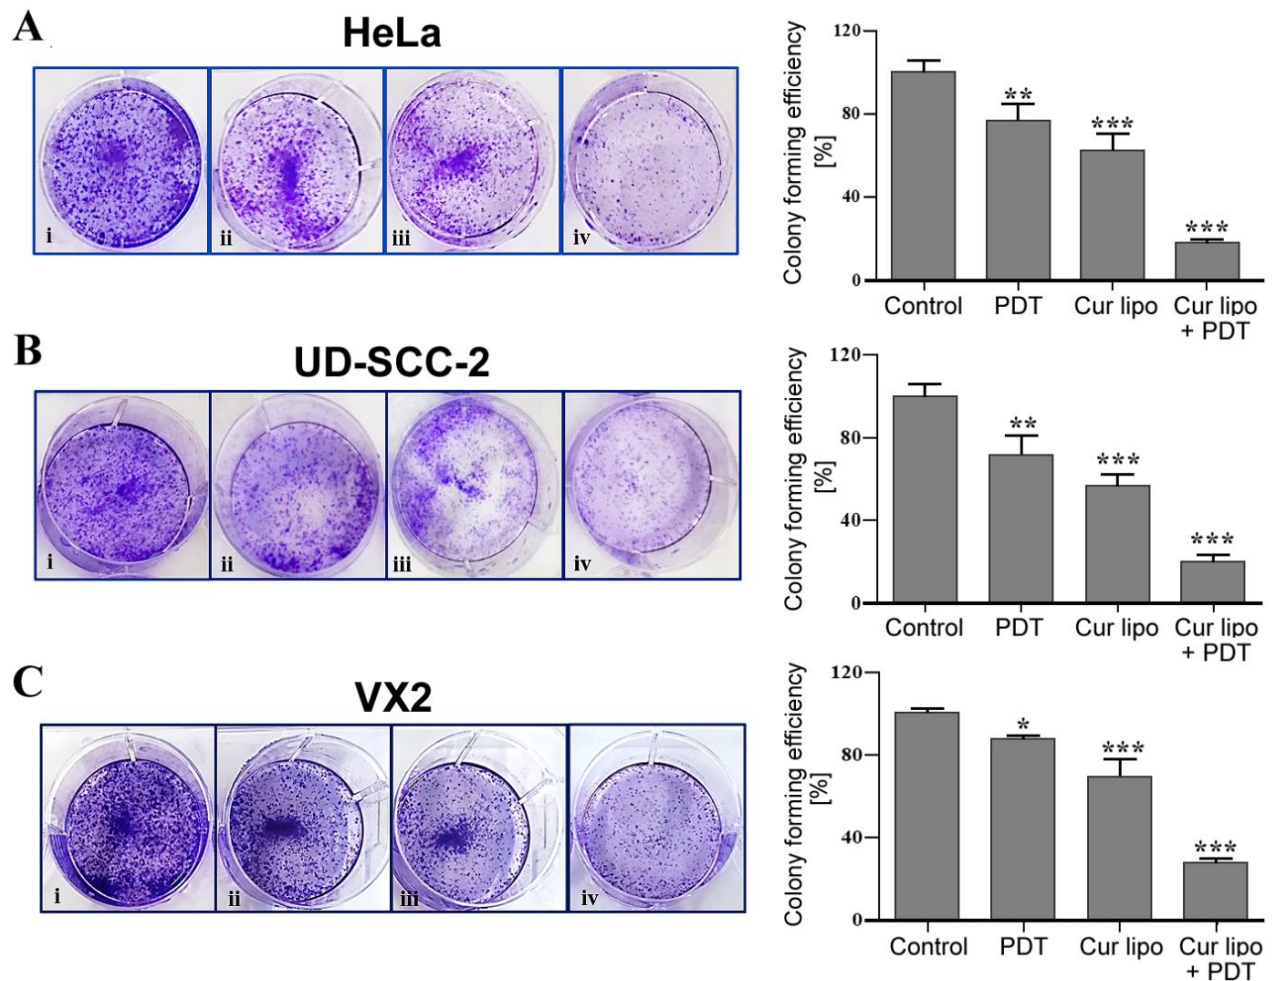 A
HeLa
i
ii
iii
iv
Colony forming efficiency
[%]
120
80
40
0
**
***
***
Control
PDT
Cur lipo
Cur lipo
+ PDT
B
UD-SCC-2
i
ii
iii
iv
Colony forming efficiency
[%]
120
80
40
0
**
***
***
Control
PDT
Cur lipo
Cur lipo
+ PDT
C
VX2
i
ii
iii
iv
Colony forming efficiency
[%]
120
80
40
0
*
***
***
Control
PDT
Cur lipo
Cur lipo
+ PDT